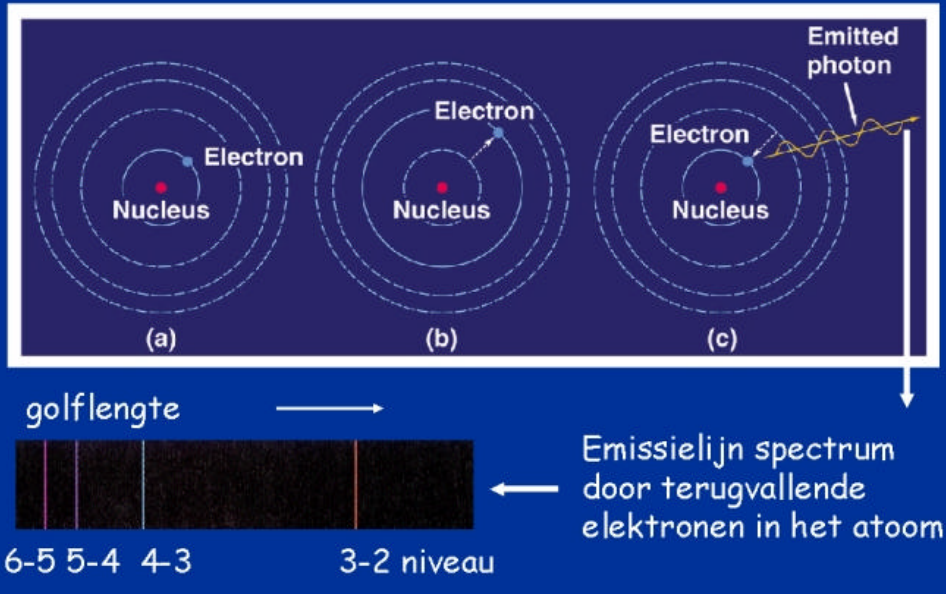 Emitted
photon
Electron
Nucleus
(a)
Electron
Nucleus
(b)
Electron
Nucleus
(c)
golflengte
6-5 5-4 4-3 3-2 niveau
Emissielijn spectrum
door terugvallende
elektronen in het atoom